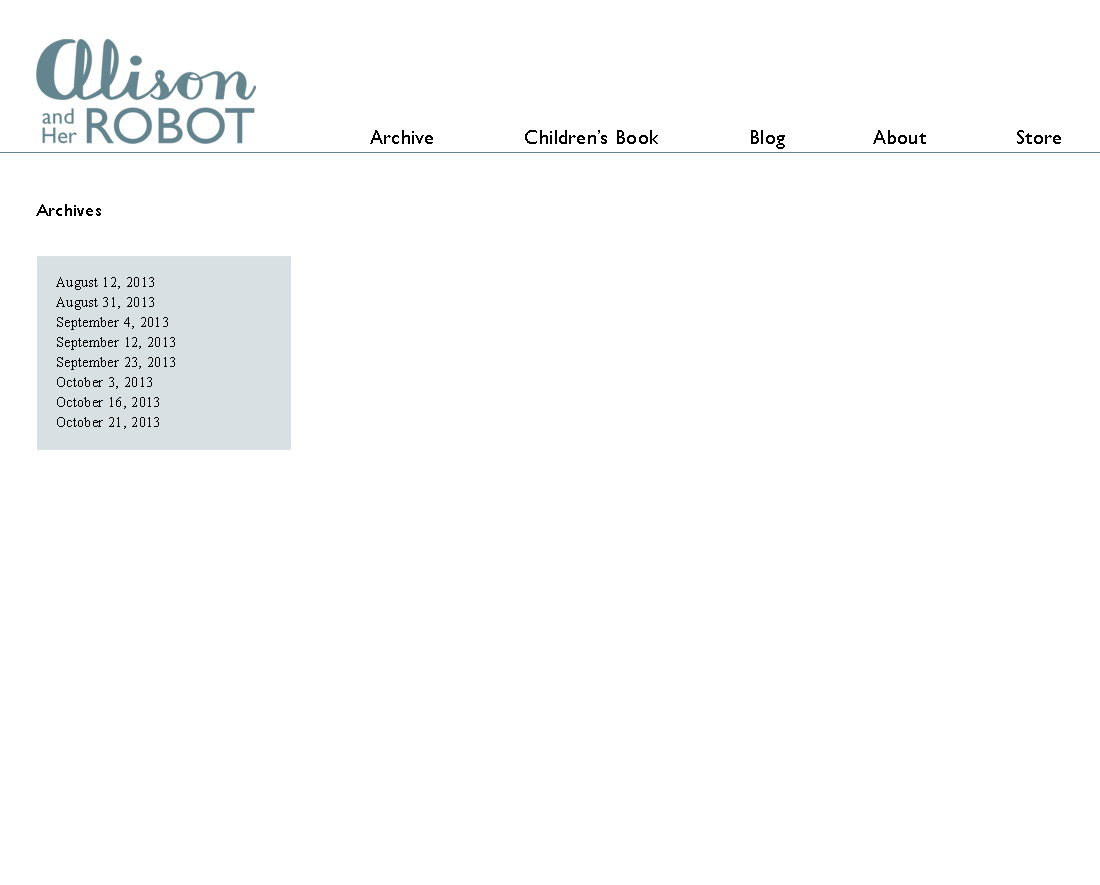 Alison
and Her ROBOT
Archive Children's Book Blog About Store
Archives
August 12, 2013
August 31, 2013
September 4, 2013
September 12, 2013
September 23, 2013
October 3, 2013
October 16, 2013
October 21, 2013